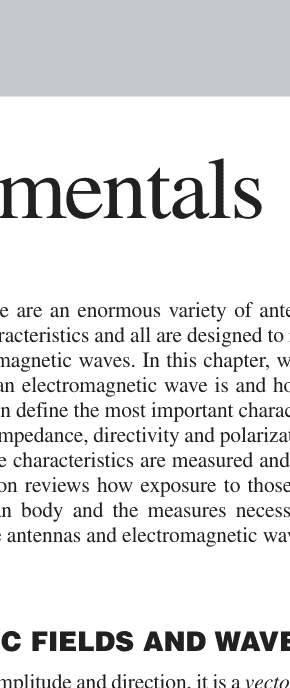 mentals
e are an enormous variety of ante
racteristics and all are designed to
magnetic waves. In this chapter, w
an electromagnetic wave is and ho
n define the most important charac
mpedance, directivity and polarizat
e characteristics are measured and
on reviews how exposure to those
n body and the measures necess
e antennas and electromagnetic wav
C FIELDS AND WAVE
mplitude and direction, it is a vecto